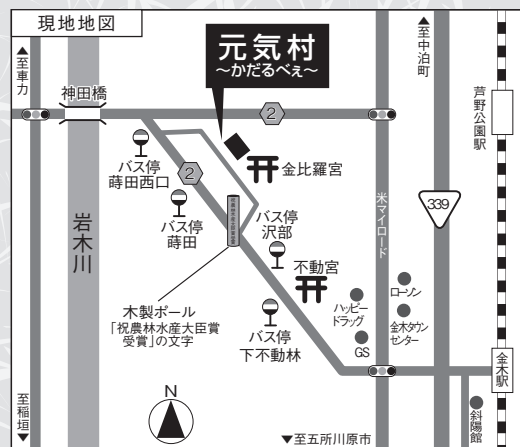 現地地図
元気村
～かだるべぇ～
▲至車力
神田橋
2
▲至中泊町
芦野公園駅
バス停
蒔田西口
2
金比羅宮
バス停
蒔田
バス停
沢部
米マイロード
339
岩木川
不動宮
木製ポール
「祝農林水産大臣賞
受賞」の文字
ハッピー
ドラッグ
ローソン
金木タウン
センター
GS
バス停
下不動林
金木駅
至稲垣▼
N
斜陽館
▼至五所川原市